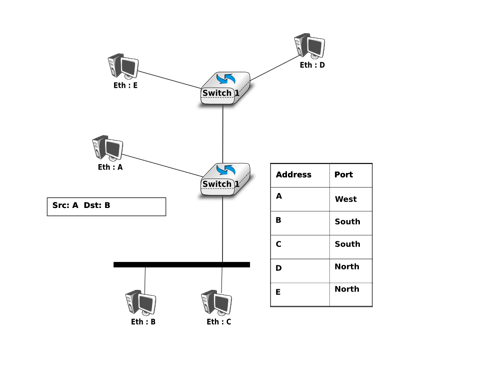 Eth : D
Eth : E
Switch 1
Eth : A
Switch 1
Src: A Dst: B
Address Port
A West
B South
C South
D North
E North
Eth : B
Eth : C